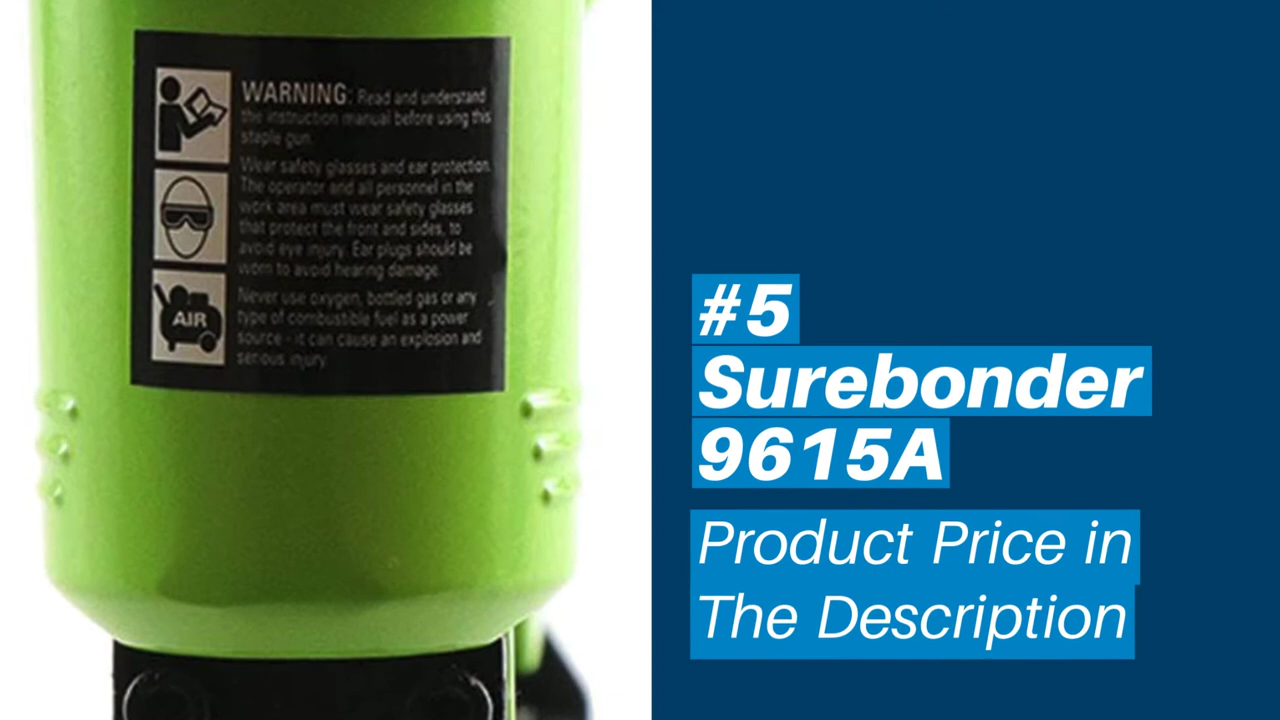 WARNING: Read and understand
the instruction manual before using this
staple gun.
Wear safety glasses and ear protection.
The operator and all personnel in the
work area must wear safety glasses
that protect the front and sides, to
avoid eye injury. Ear plugs should be
worn to avoid hearing damage.
AIR
Never use oxygen, bottled gas or any
type of combustible fuel as a power
source - it can cause an explosion and
serious injury.
#5
Surebonder
9615A
Product Price in
The Description